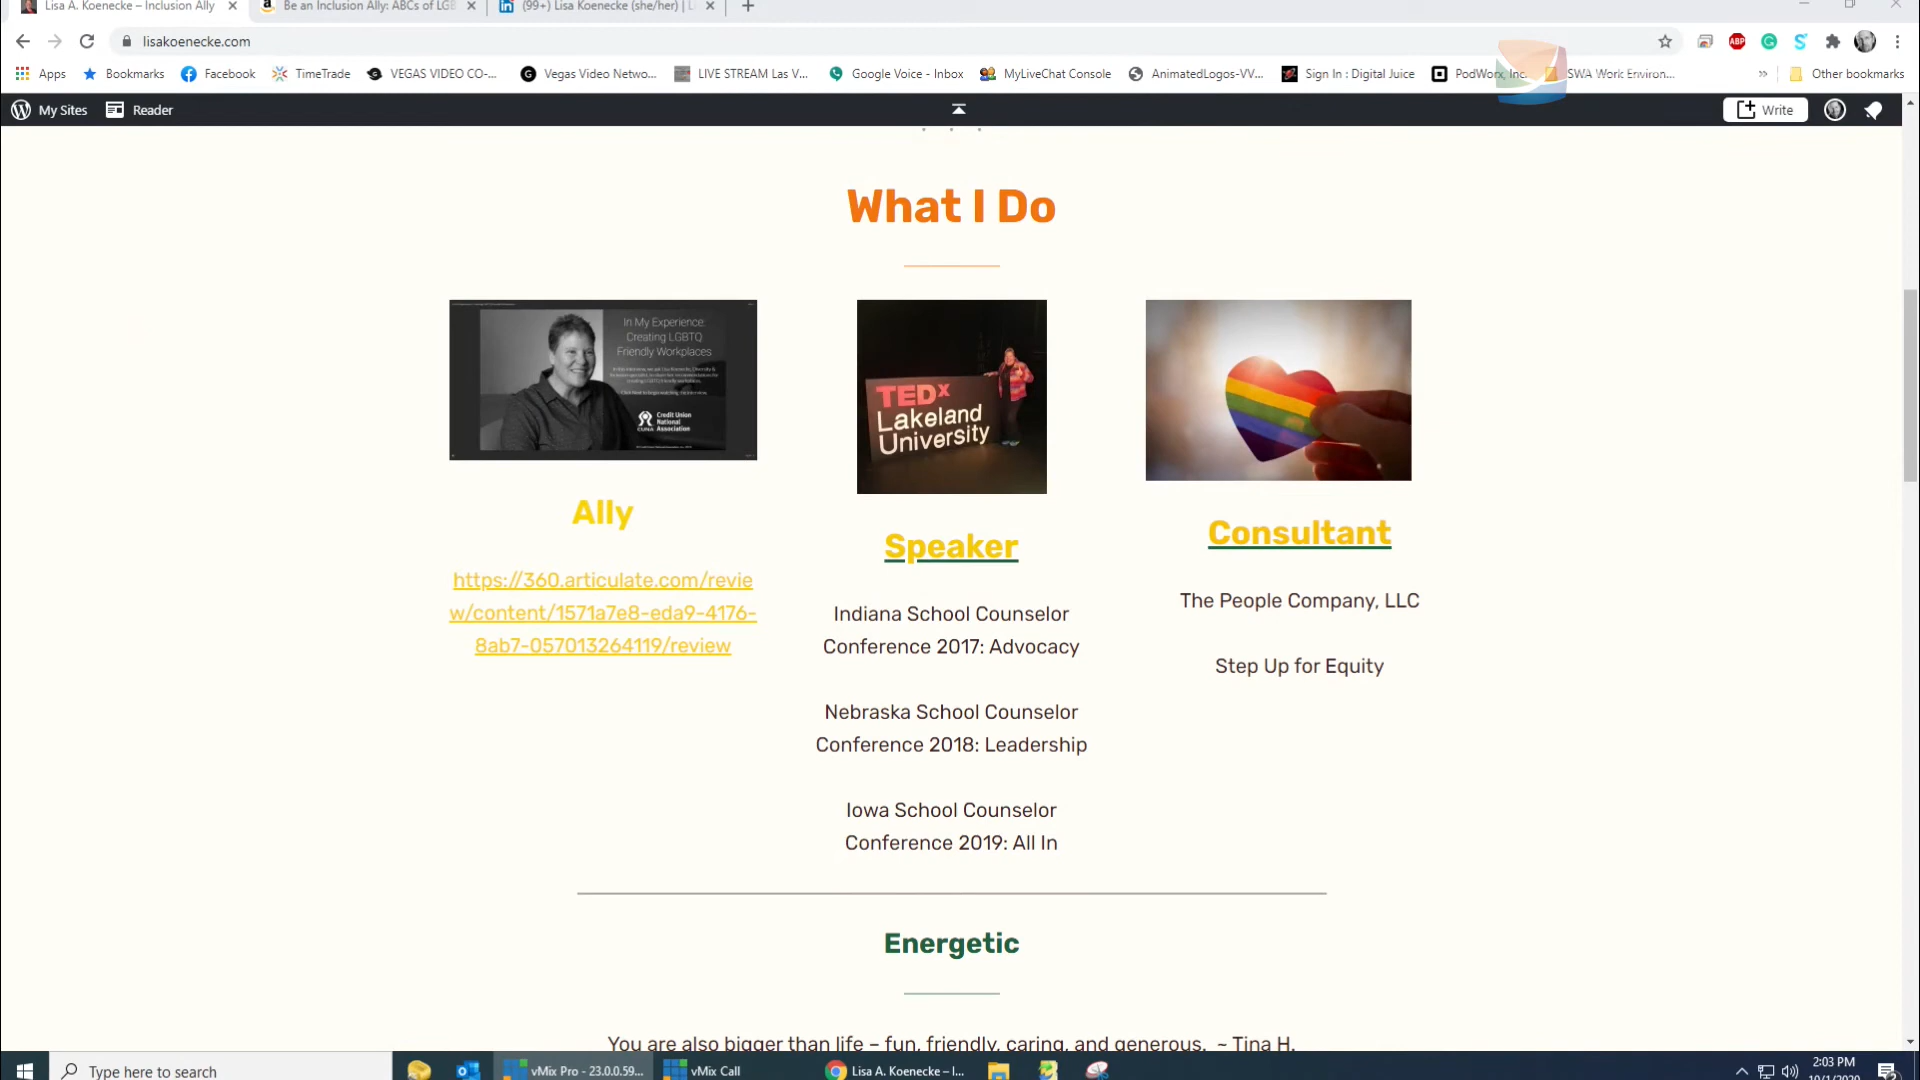 Lisa A. Koenecke – Inclusion Ally
Be an Inclusion Ally: ABCs of LGB
(99+) Lisa Koenecke (she/her) | Li
lisakoenecke.com
Apps Bookmarks Facebook TimeTrade VEGAS VIDEO CO-... Vegas Video Netwo... LIVE STREAM Las V... Google Voice - Inbox MyLiveChat Console AnimatedLogos-VV... Sign In : Digital Juice PodWorx, Inc. SWA Work Environ... » Other bookmarks
My Sites Reader Write
What I Do
In My Experience:
Creating LGBTQ
Friendly Workplaces
CUNA
Credit Union
National
Association
TEDx
Lakeland
University
Ally
https://360.articulate.com/revie
w/content/1571a7e8-eda9-4176-
8ab7-057013264119/review
Speaker
Indiana School Counselor
Conference 2017: Advocacy
Nebraska School Counselor
Conference 2018: Leadership
Iowa School Counselor
Conference 2019: All In
Consultant
The People Company, LLC
Step Up for Equity
Energetic
You are also bigger than life – fun, friendly, caring, and generous. ~ Tina H.
Type here to search
vMix Pro - 23.0.0.59...
vMix Call
Lisa A. Koenecke – I...
2:03 PM
10/1/2020